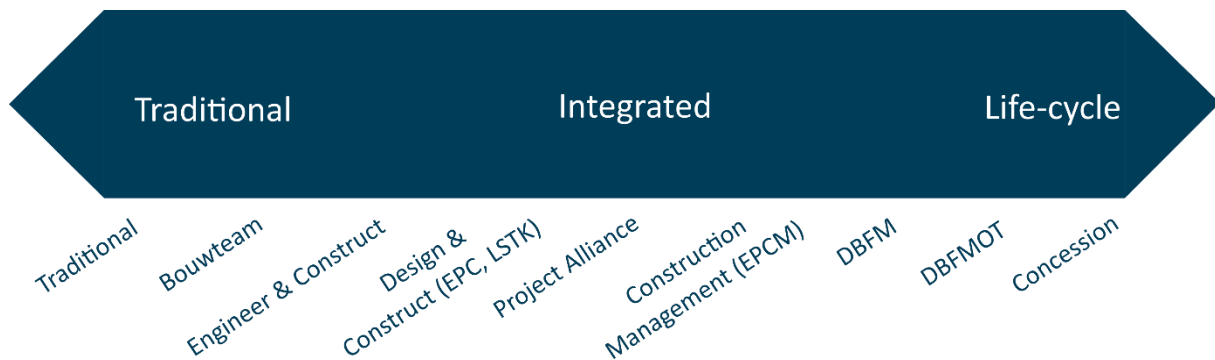 Traditional
Integrated
Life-cycle
Traditional
Bouwteam
Engineer & Construct
Design &
Construct (EPC, LSTK)
Project Alliance
Construction
Management (EPCM)
DBFM
DBFMOT
Concession